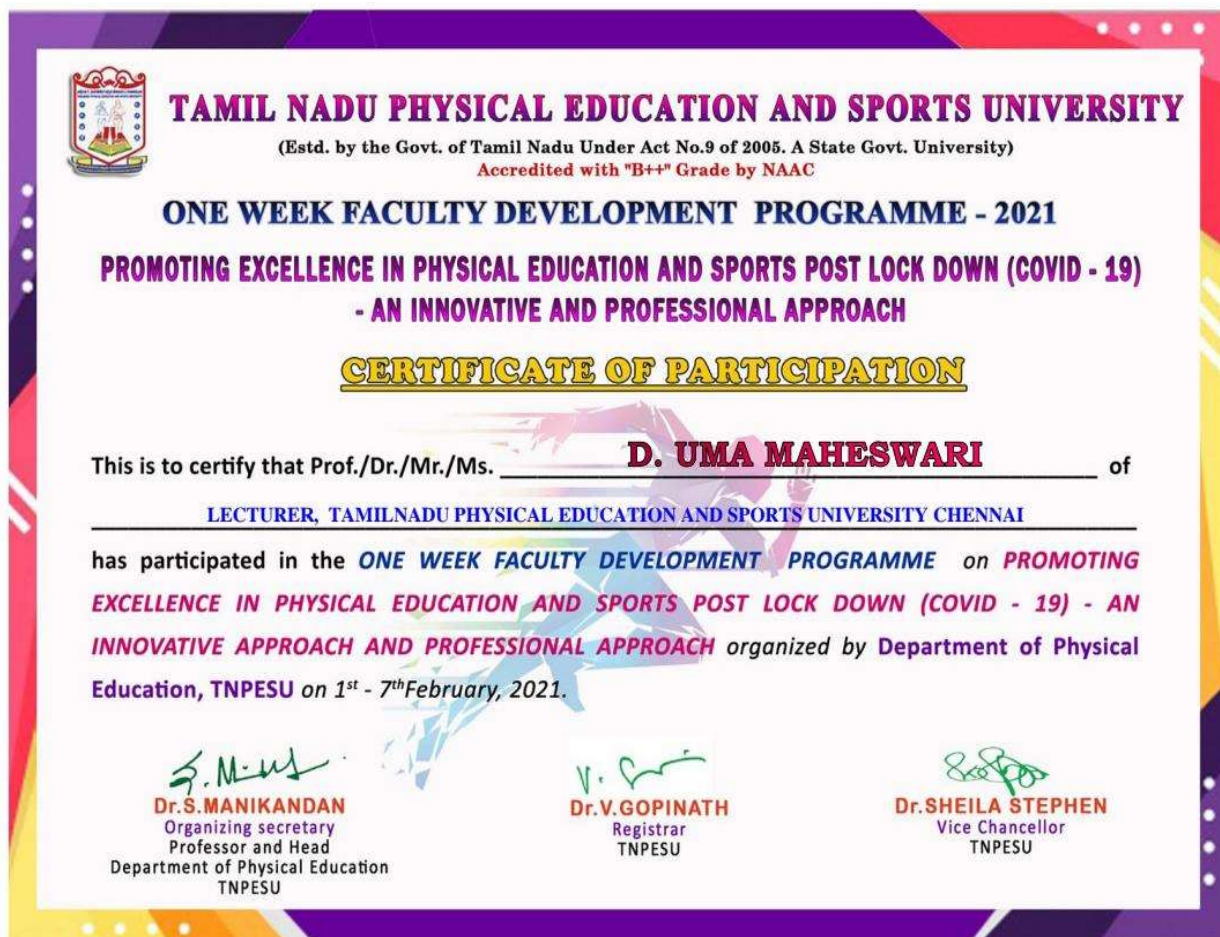 TAMIL NADU PHYSICAL EDUCATION AND SPORTS UNIVERSITY
(Estd. by the Govt. of Tamil Nadu Under Act No.9 of 2005. A State Govt. University)
Accredited with "B++" Grade by NAAC
ONE WEEK FACULTY DEVELOPMENT PROGRAMME - 2021
PROMOTING EXCELLENCE IN PHYSICAL EDUCATION AND SPORTS POST LOCK DOWN (COVID - 19)
- AN INNOVATIVE AND PROFESSIONAL APPROACH
CERTIFICATE OF PARTICIPATION
This is to certify that Prof./Dr./Mr./Ms. D. UMA MAHESWARI of
LECTURER, TAMILNADU PHYSICAL EDUCATION AND SPORTS UNIVERSITY CHENNAI
has participated in the ONE WEEK FACULTY DEVELOPMENT PROGRAMME on PROMOTING
EXCELLENCE IN PHYSICAL EDUCATION AND SPORTS POST LOCK DOWN (COVID - 19) - AN
INNOVATIVE APPROACH AND PROFESSIONAL APPROACH organized by Department of Physical
Education, TNPESU on 1st - 7thFebruary, 2021.
Dr.S.MANIKANDAN
Organizing secretary
Professor and Head
Department of Physical Education
TNPESU
Dr.V.GOPINATH
Registrar
TNPESU
Dr.SHEILA STEPHEN
Vice Chancellor
TNPESU